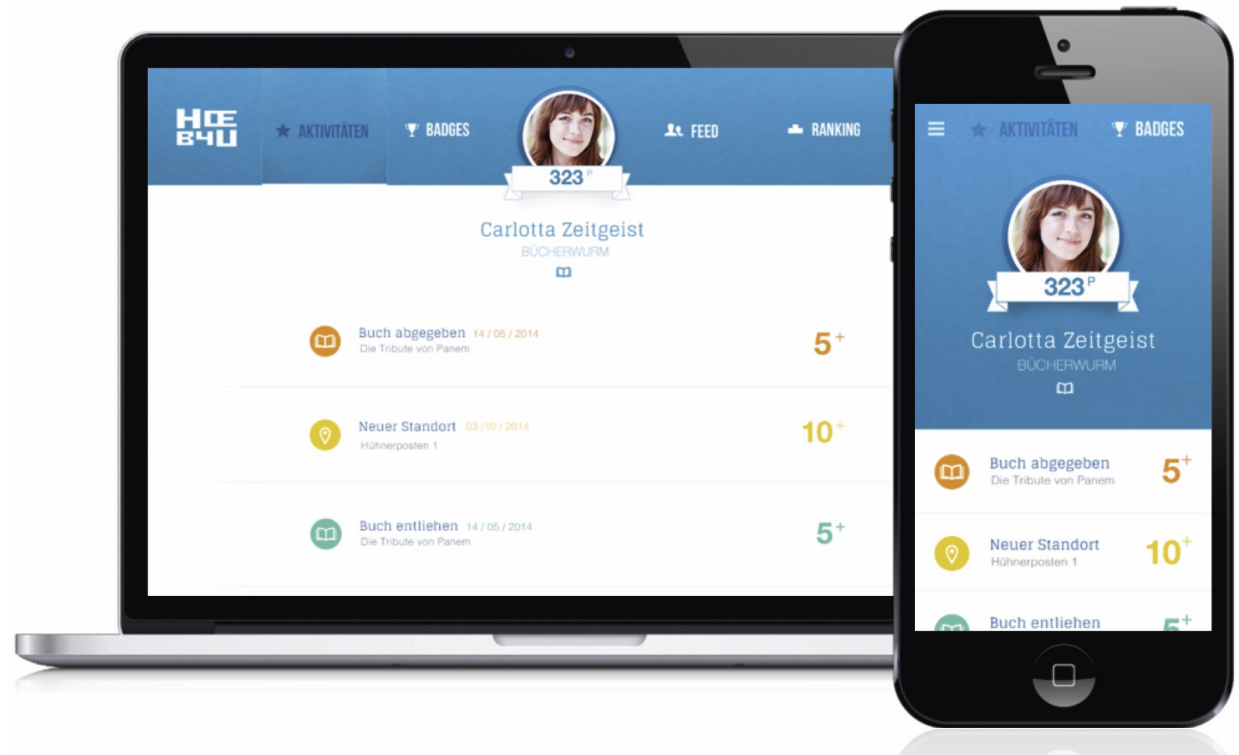 HŒ
B4U
AKTIVITÄTEN
BADGES
FEED
RANKING
323 P
Carlotta Zeitgeist
BÜCHERWURM
Buch abgegeben 14 / 05 / 2014
Die Tribute von Panem
5+
Neuer Standort 03 / 10 / 2014
Hühnerposten 1
10+
Buch entliehen 14 / 05 / 2014
Die Tribute von Panem
5+
AKTIVITÄTEN
BADGES
323 P
Carlotta Zeitgeist
BÜCHERWURM
Buch abgegeben
Die Tribute von Panem
5+
Neuer Standort
Hühnerposten 1
10+
Buch entliehen
5+